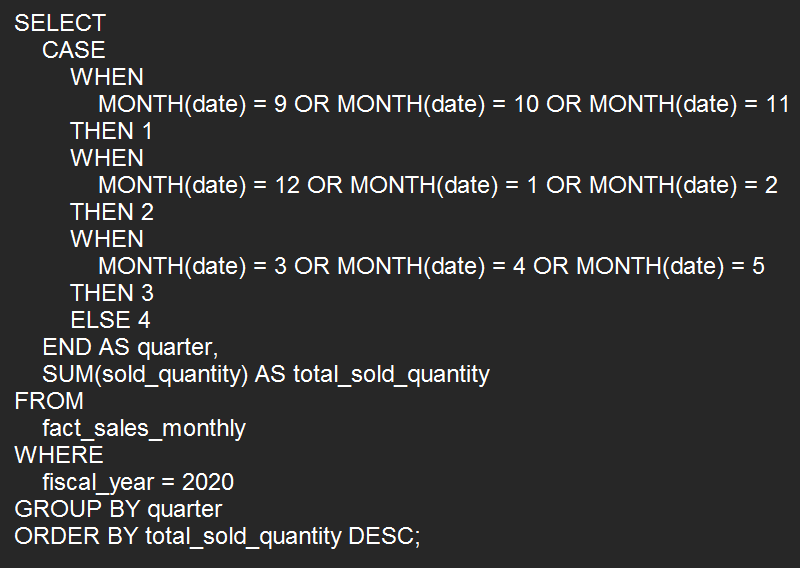 SELECT
CASE
WHEN
MONTH(date) = 9 OR MONTH(date) = 10 OR MONTH(date) = 11
THEN 1
WHEN
MONTH(date) = 12 OR MONTH(date) = 1 OR MONTH(date) = 2
THEN 2
WHEN
MONTH(date) = 3 OR MONTH(date) = 4 OR MONTH(date) = 5
THEN 3
ELSE 4
END AS quarter,
SUM(sold_quantity) AS total_sold_quantity
FROM
fact_sales_monthly
WHERE
fiscal_year = 2020
GROUP BY quarter
ORDER BY total_sold_quantity DESC;